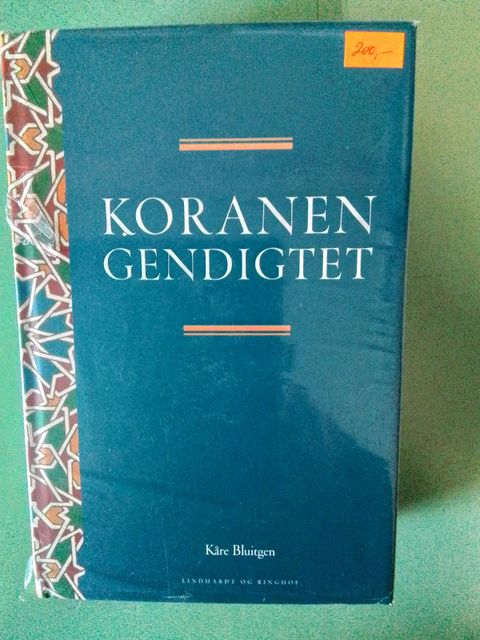 200,-
KORANEN
GENDIGTET
Kåre Bluitgen
LINDHARDT OG RINGHOF